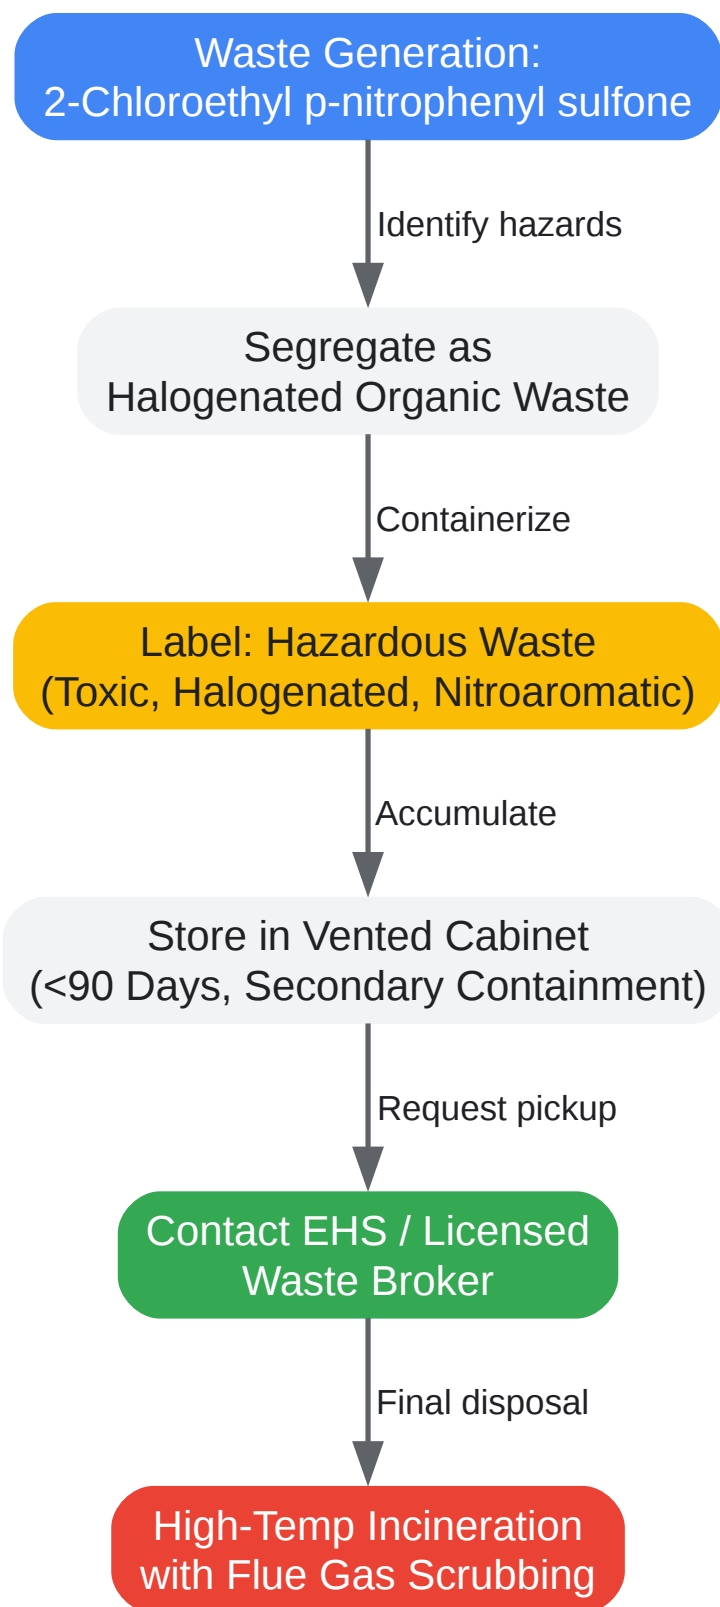 Waste Generation:
2-Chloroethyl p-nitrophenyl sulfone
Identify hazards
Segregate as
Halogenated Organic Waste
Containerize
Label: Hazardous Waste
(Toxic, Halogenated, Nitroaromatic)
Accumulate
Store in Vented Cabinet
(<90 Days, Secondary Containment)
Request pickup
Contact EHS / Licensed
Waste Broker
Final disposal
High-Temp Incineration
with Flue Gas Scrubbing